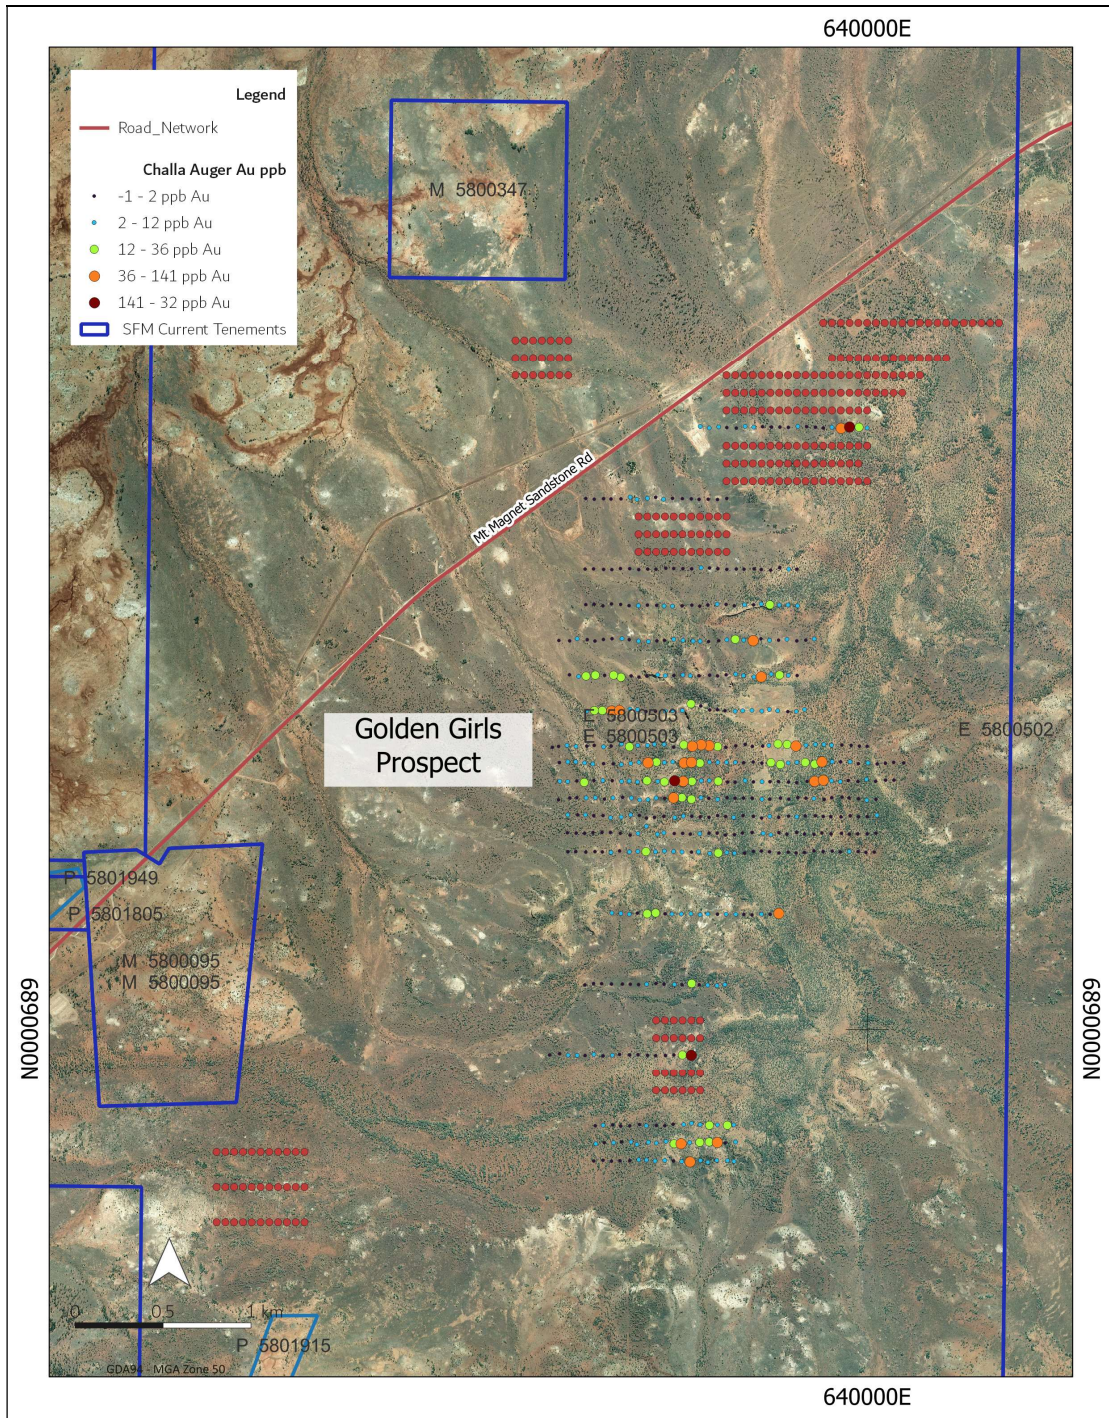 640000E
Legend
Road_Network
Challa Auger Au ppb
-1 - 2 ppb Au
2 - 12 ppb Au
12 - 36 ppb Au
36 - 141 ppb Au
141 - 32 ppb Au
SFM Current Tenements
M 5800347
Mt Magnet Sandstone Rd
Golden Girls
Prospect
E 5800503
E 5800503
E 5800502
P 5801949
P 5801805
M 5800095
M 5800095
6890000N
6890000N
0 0.5 1 km
P 5801915
GDA94 - MGA Zone 50
640000E